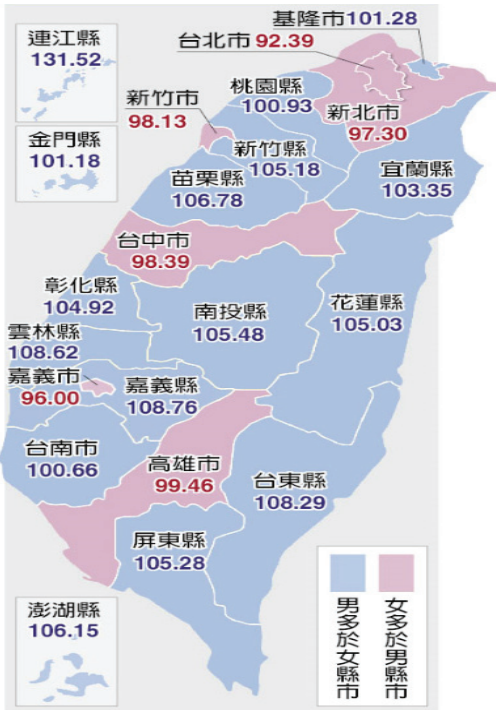 基隆市101.28
台北市92.39
連江縣
131.52
桃園縣
100.93
新竹市
98.13
新北市
97.30
金門縣
101.18
新竹縣
105.18
宜蘭縣
103.35
苗栗縣
106.78
台中市
98.39
彰化縣
104.92
南投縣
105.48
花蓮縣
105.03
雲林縣
108.62
嘉義市
96.00
嘉義縣
108.76
台南市
100.66
高雄市
99.46
台東縣
108.29
屏東縣
105.28
澎湖縣
106.15
男多於女縣市
女多於男縣市